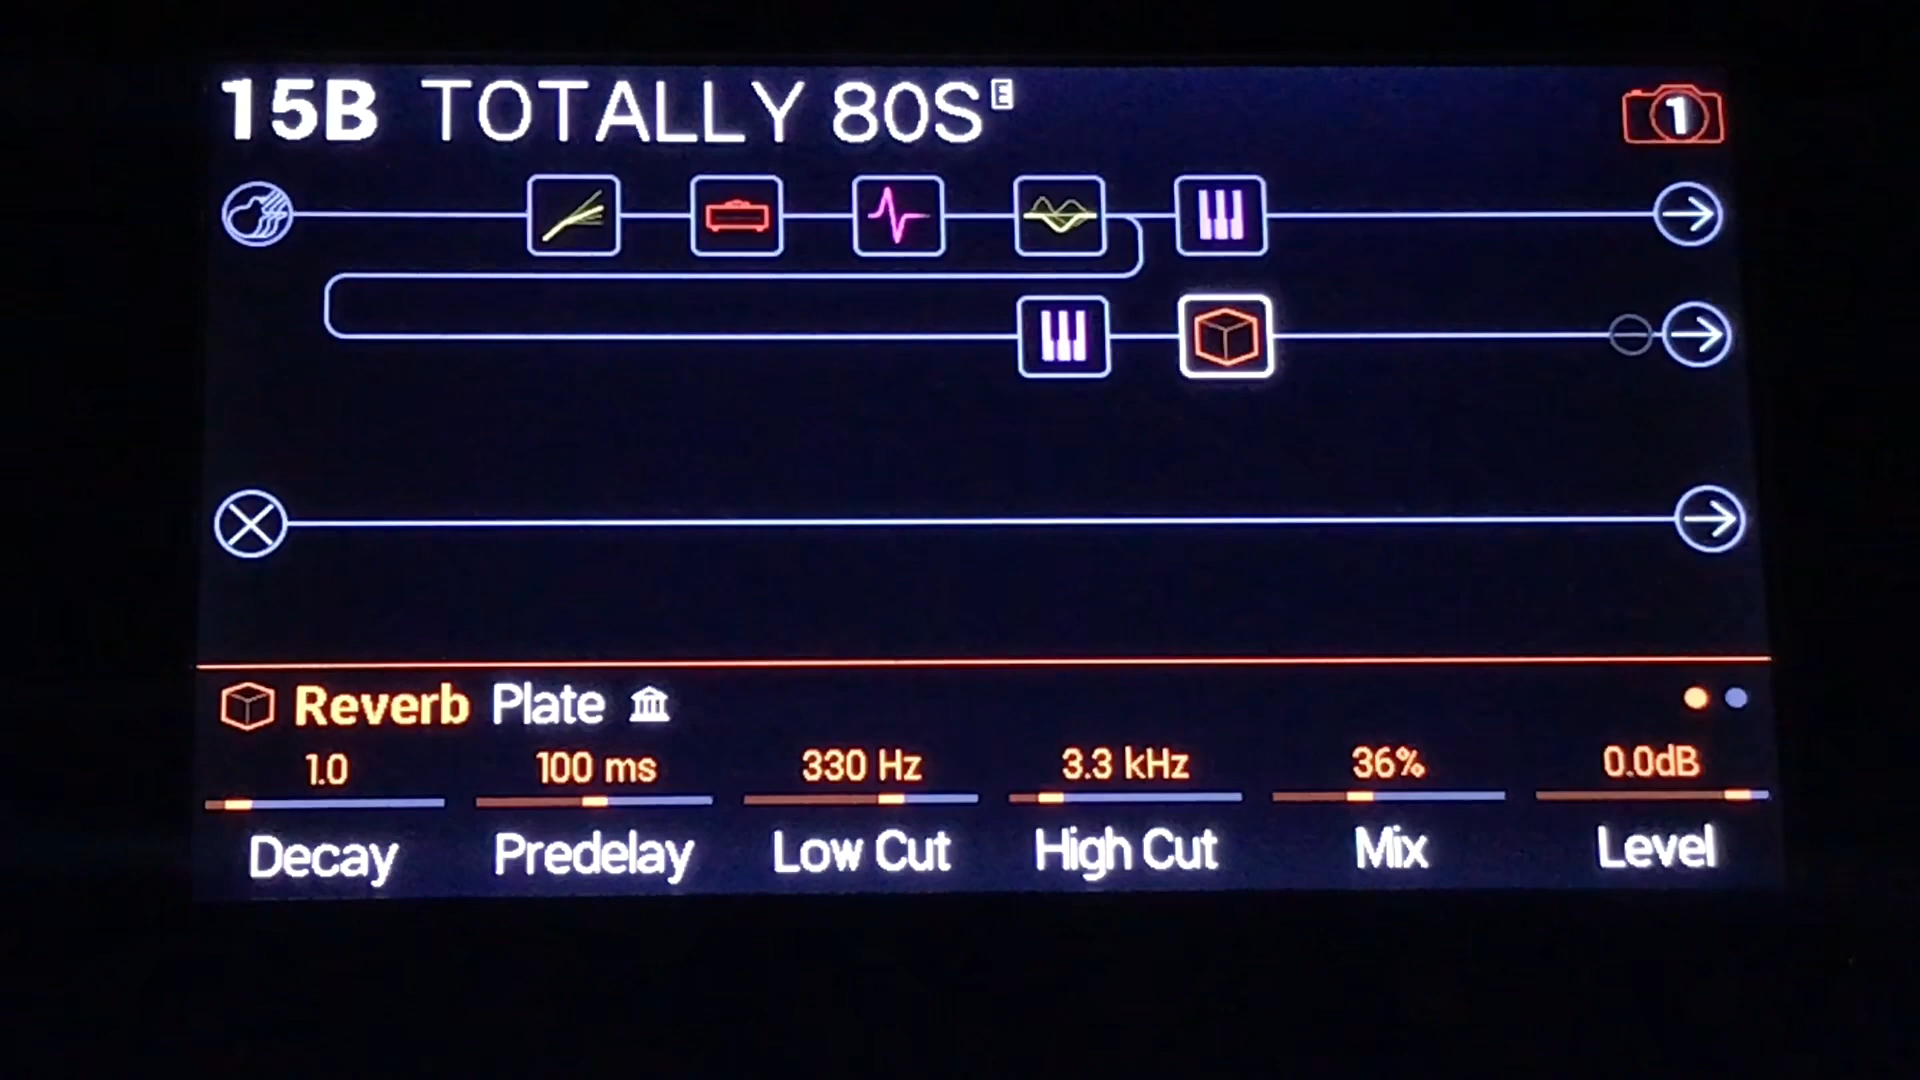 15B TOTALLY 80S E 1
Reverb Plate
1.0 100 ms 330 Hz 3.3 kHz 36% 0.0dB
Decay Predelay Low Cut High Cut Mix Level